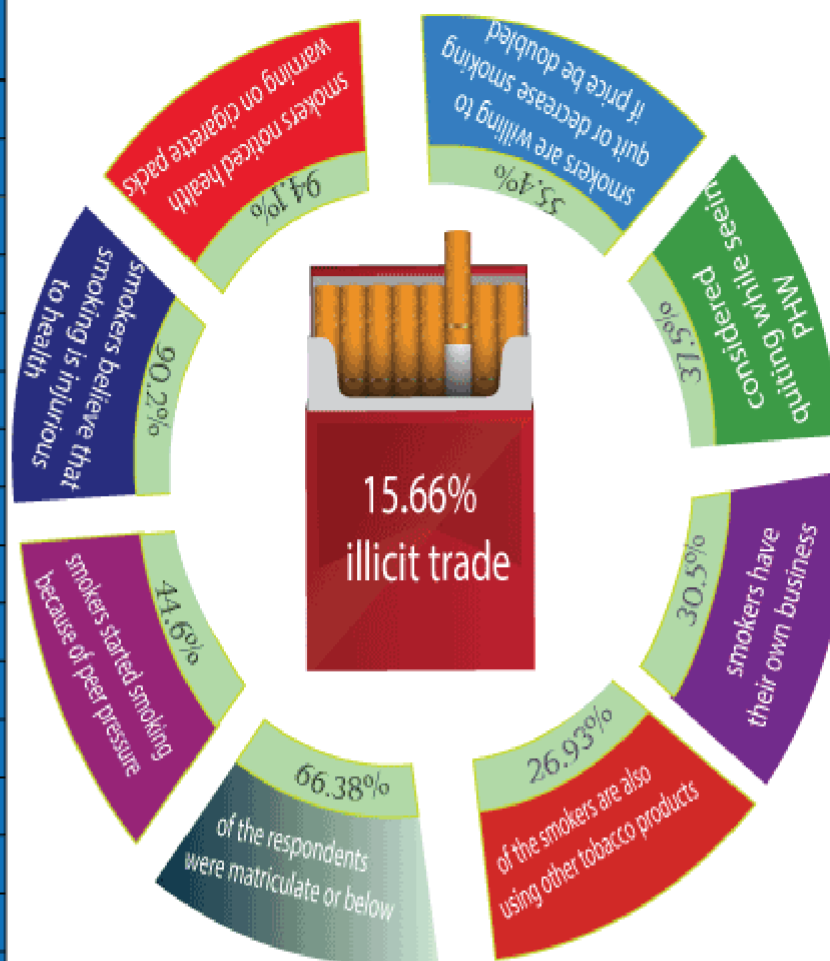 55.4%
smokers are willing to
quit or decrease smoking
if price be doubled
37.5%
considered
quiting while seein
PHW
30.5%
smokers have
their own business
26.93%
of the smokers are also
using other tobacco products
66.38%
of the respondents
were matriculate or below
44.6%
smokers started smoking
because of peer pressure
90.2%
smokers believe that
smoking is injurious
to health
94.1%
smokers noticed health
warning on cigarette packs
15.66%
illicit trade